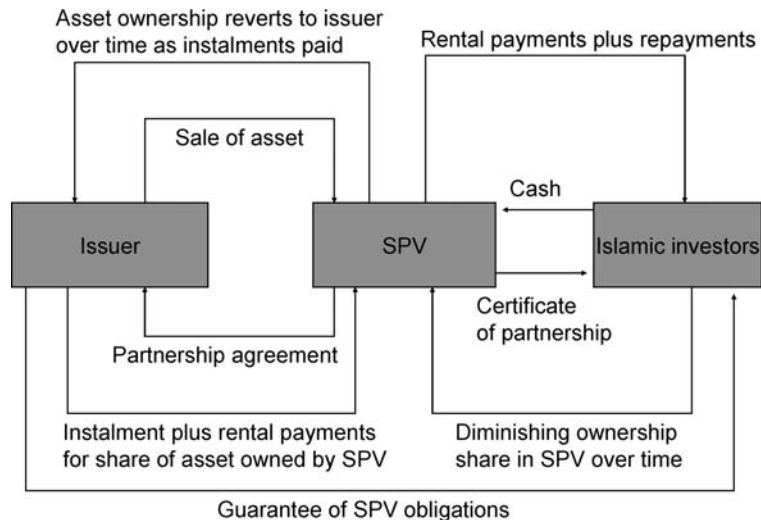 Asset ownership reverts to issuer
over time as instalments paid
Rental payments plus repayments
Sale of asset
Cash
Issuer
SPV
Islamic investors
Certificate
of partnership
Partnership agreement
Instalment plus rental payments
for share of asset owned by SPV
Diminishing ownership
share in SPV over time
Guarantee of SPV obligations